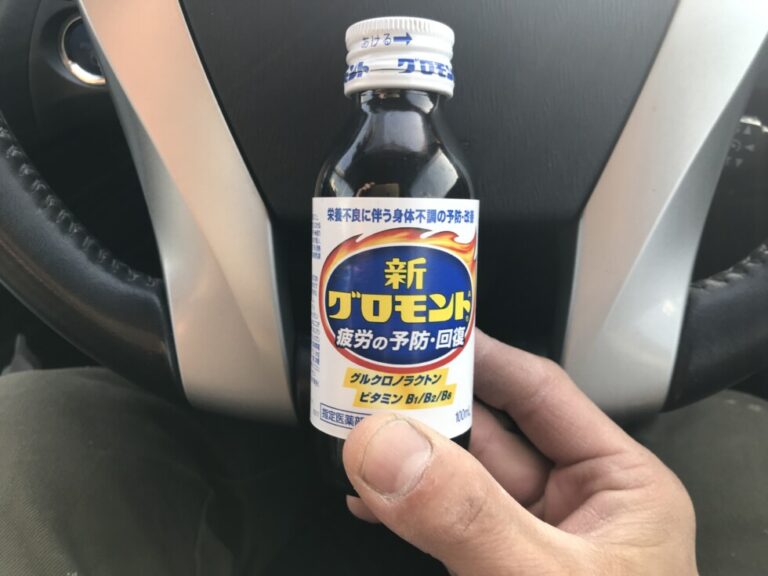 あける→
グロモント
栄養不良に伴う身体不調の予防・改善
新
グロモント
疲労の予防・回復
グルクロノラクトン
ビタミン B1/B2/B6
指定医薬部
100mL